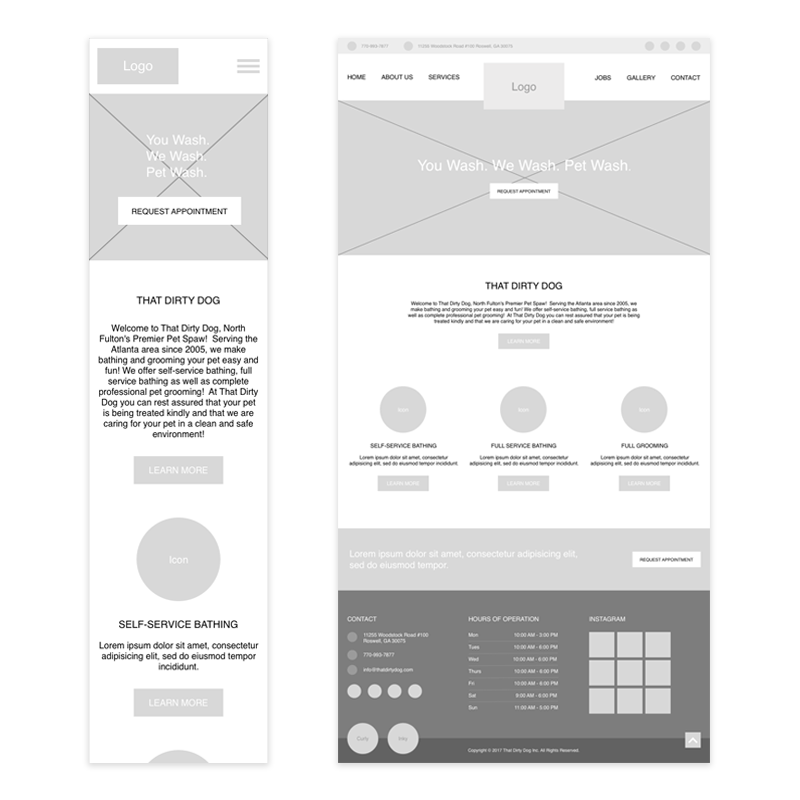 Logo
You Wash.
We Wash.
Pet Wash.
REQUEST APPOINTMENT
THAT DIRTY DOG
Welcome to That Dirty Dog, North
Fulton's Premier Pet Spaw!  Serving the
Atlanta area since 2005, we make
bathing and grooming your pet easy and
fun! We offer self-service bathing, full
service bathing as well as complete
professional pet grooming!  At That Dirty
Dog you can rest assured that your pet
is being treated kindly and that we are
caring for your pet in a clean and safe
environment!
LEARN MORE
Icon
SELF-SERVICE BATHING
Lorem ipsum dolor sit amet, consectetur
adipisicing elit, sed do eiusmod tempor
incididunt.
LEARN MORE
770-993-7877 11255 Woodstock Road #100 Roswell, GA 30075
HOME ABOUT US SERVICES Logo JOBS GALLERY CONTACT
You Wash. We Wash. Pet Wash.
REQUEST APPOINTMENT
THAT DIRTY DOG
Welcome to That Dirty Dog, North Fulton's Premier Pet Spaw!  Serving the Atlanta area since 2005, we
make bathing and grooming your pet easy and fun! We offer self-service bathing, full service bathing as
well as complete professional pet grooming!  At That Dirty Dog you can rest assured that your pet is being
treated kindly and that we are caring for your pet in a clean and safe environment!
LEARN MORE
Icon Icon Icon
SELF-SERVICE BATHING FULL SERVICE BATHING FULL GROOMING
Lorem ipsum dolor sit amet, consectetur Lorem ipsum dolor sit amet, consectetur Lorem ipsum dolor sit amet, consectetur
adipisicing elit, sed do eiusmod tempor incididunt. adipisicing elit, sed do eiusmod tempor incididunt. adipisicing elit, sed do eiusmod tempor incididunt.
LEARN MORE LEARN MORE LEARN MORE
Lorem ipsum dolor sit amet, consectetur adipisicing elit,
sed do eiusmod tempor.
REQUEST APPOINTMENT
CONTACT
11255 Woodstock Road #100
Roswell, GA 30075
770-993-7877
info@thatdirtydog.com
Curly Hey
HOURS OF OPERATION
Mon 10:00 AM - 3:00 PM
Tues 10:00 AM - 6:00 PM
Wed 10:00 AM - 6:00 PM
Thurs 10:00 AM - 6:00 PM
Fri 10:00 AM - 6:00 PM
Sat 9:00 AM - 6:00 PM
Sun 11:00 AM - 5:00 PM
INSTAGRAM
Copyright © 2017 That Dirty Dog Inc. All Rights Reserved.